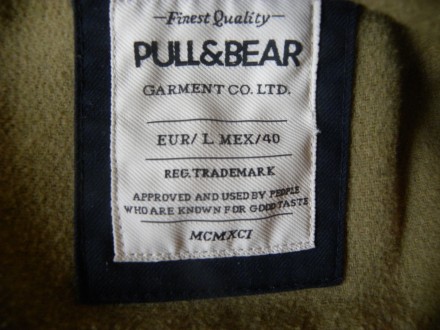 —Finest Quality—
PULL&BEAR
GARMENT CO. LTD.
EUR/ L MEX/40
REG. TRADEMARK
APPROVED AND USED BY PEOPLE
WHO ARE KNOWN FOR GOOD TASTE
MCMXCI